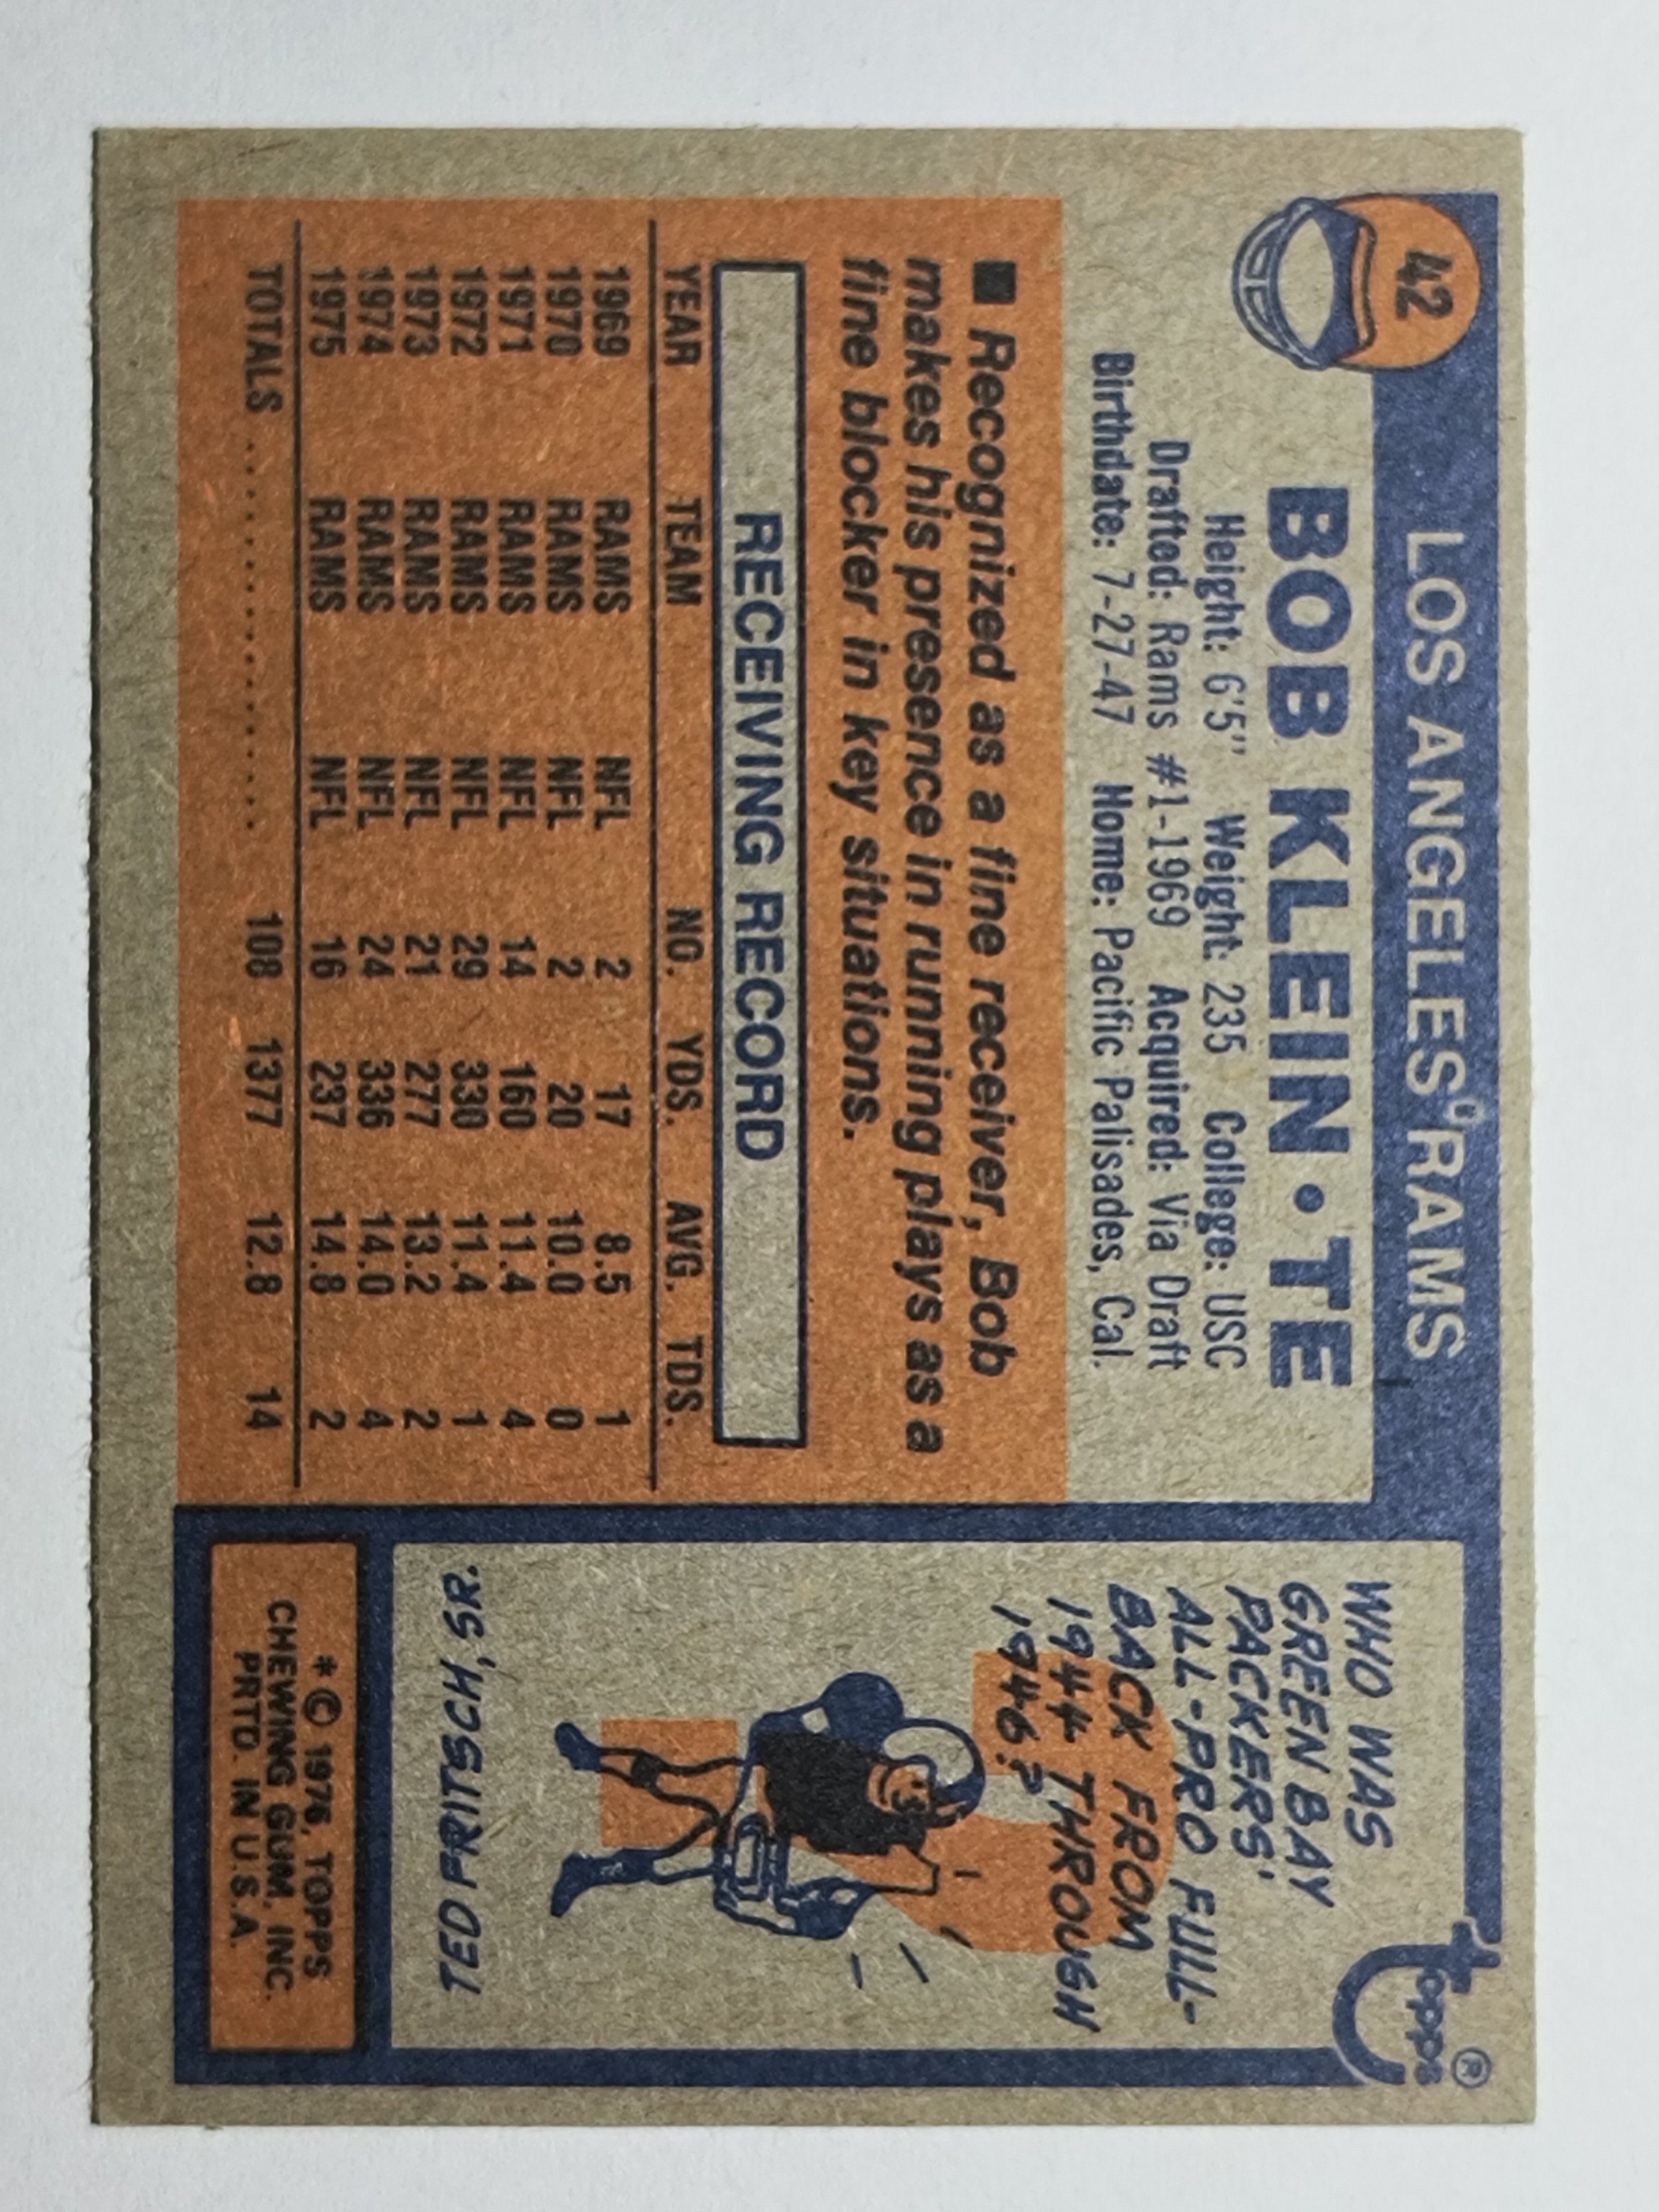 42
LOS ANGELES RAMS
BOB KLEIN • TE
Height: 6'5" Weight: 235 College: USC
Drafted: Rams #1-1969 Acquired: Via Draft
Birthdate: 7-27-47 Home: Pacific Palisades, Cal.
■ Recognized as a fine receiver, Bob
makes his presence in running plays as a
fine blocker in key situations.
RECEIVING RECORD
YEAR TEAM NO. YDS. AVG. TDS.
1969 RAMS NFL 2 17 8.5 1
1970 RAMS NFL 2 20 10.0 0
1971 RAMS NFL 14 160 11.4 4
1972 RAMS NFL 29 330 11.4 1
1973 RAMS NFL 21 277 13.2 2
1974 RAMS NFL 24 336 14.0 4
1975 RAMS NFL 16 237 14.8 2
TOTALS . . . . . . . . . . . . . . . . . 108 1377 12.8 14
topps ®
WHO WAS
GREEN BAY
PACKERS'
ALL-PRO FULL-
BACK FROM
1944 THROUGH
1946?
TED FRITSCH, SR.
* © 1976, TOPPS
CHEWING GUM, INC.
PRTD. IN U.S.A.